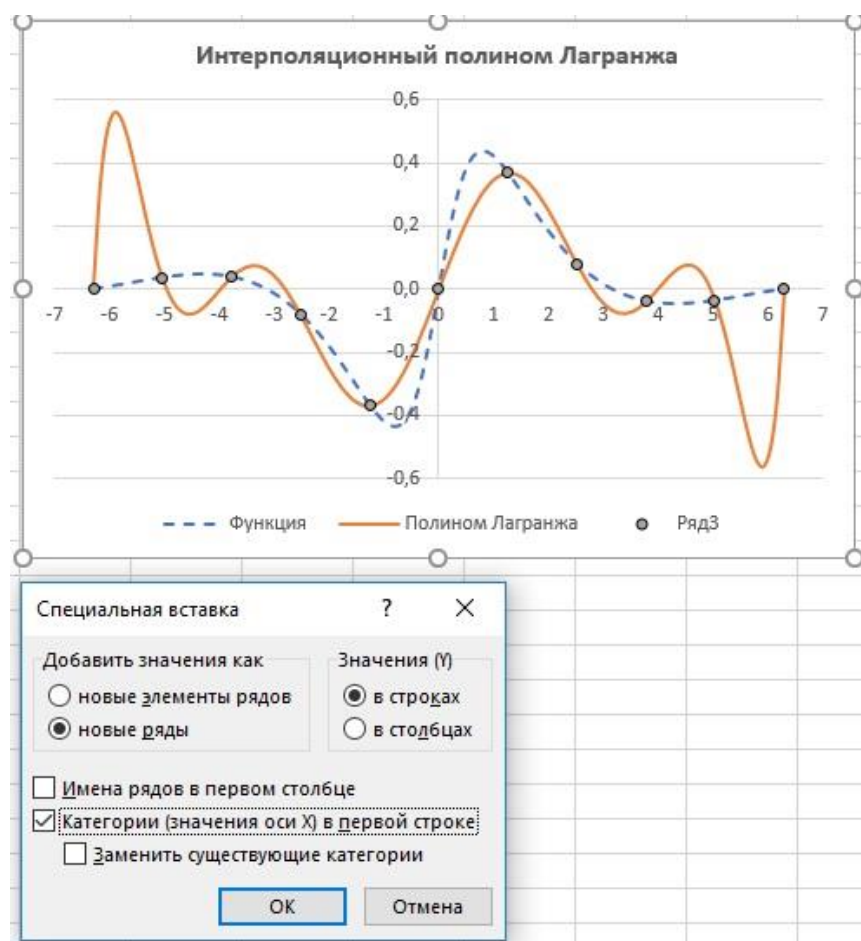 Интерполяционный полином Лагранжа
0,6
0,4
0,2
0,0
-7 -6 -5 -4 -3 -2 -1 0 1 2 3 4 5 6 7
-0,2
-0,4
-0,6
Функция Полином Лагранжа Ряд3
Специальная вставка ? ×
Добавить значения как Значения (Y)
новые элементы рядов в строках
новые ряды в столбцах
Имена рядов в первом столбце
Категории (значения оси X) в первой строке
Заменить существующие категории
ОК Отмена